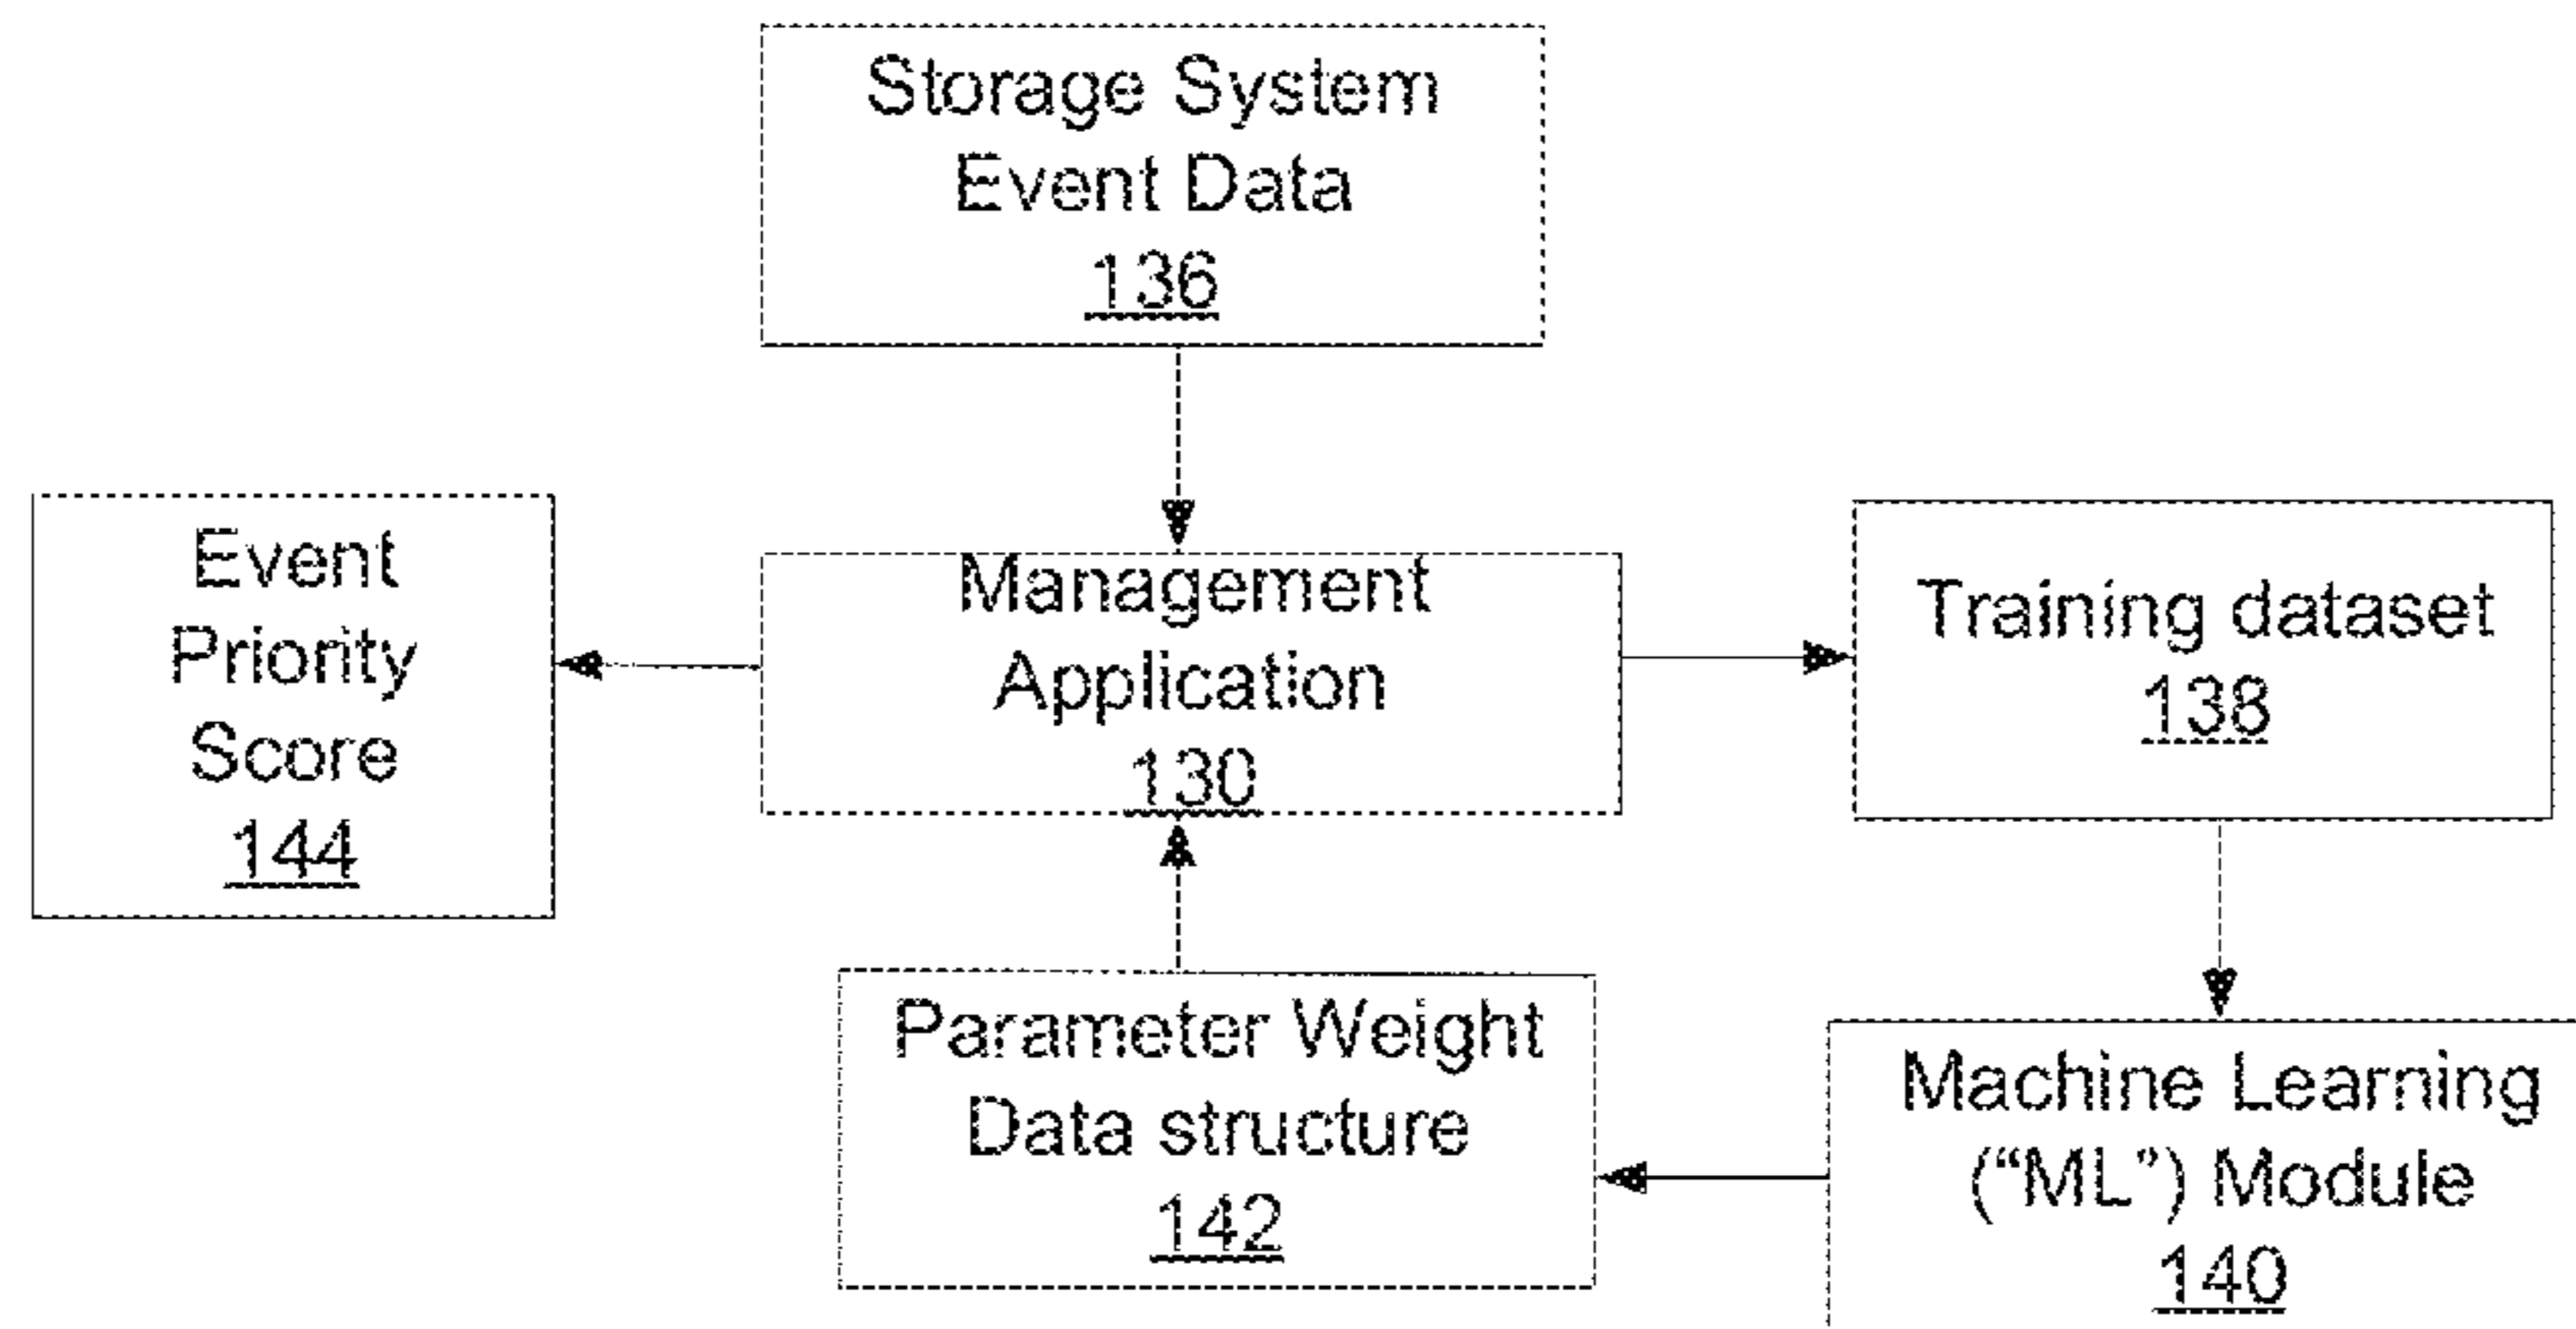 Storage System
Event Data
136
Event
Priority
Score
144
Management
Application
130
Training dataset
138
Parameter Weight
Data structure
142
Machine Learning
(“ML”) Module
140